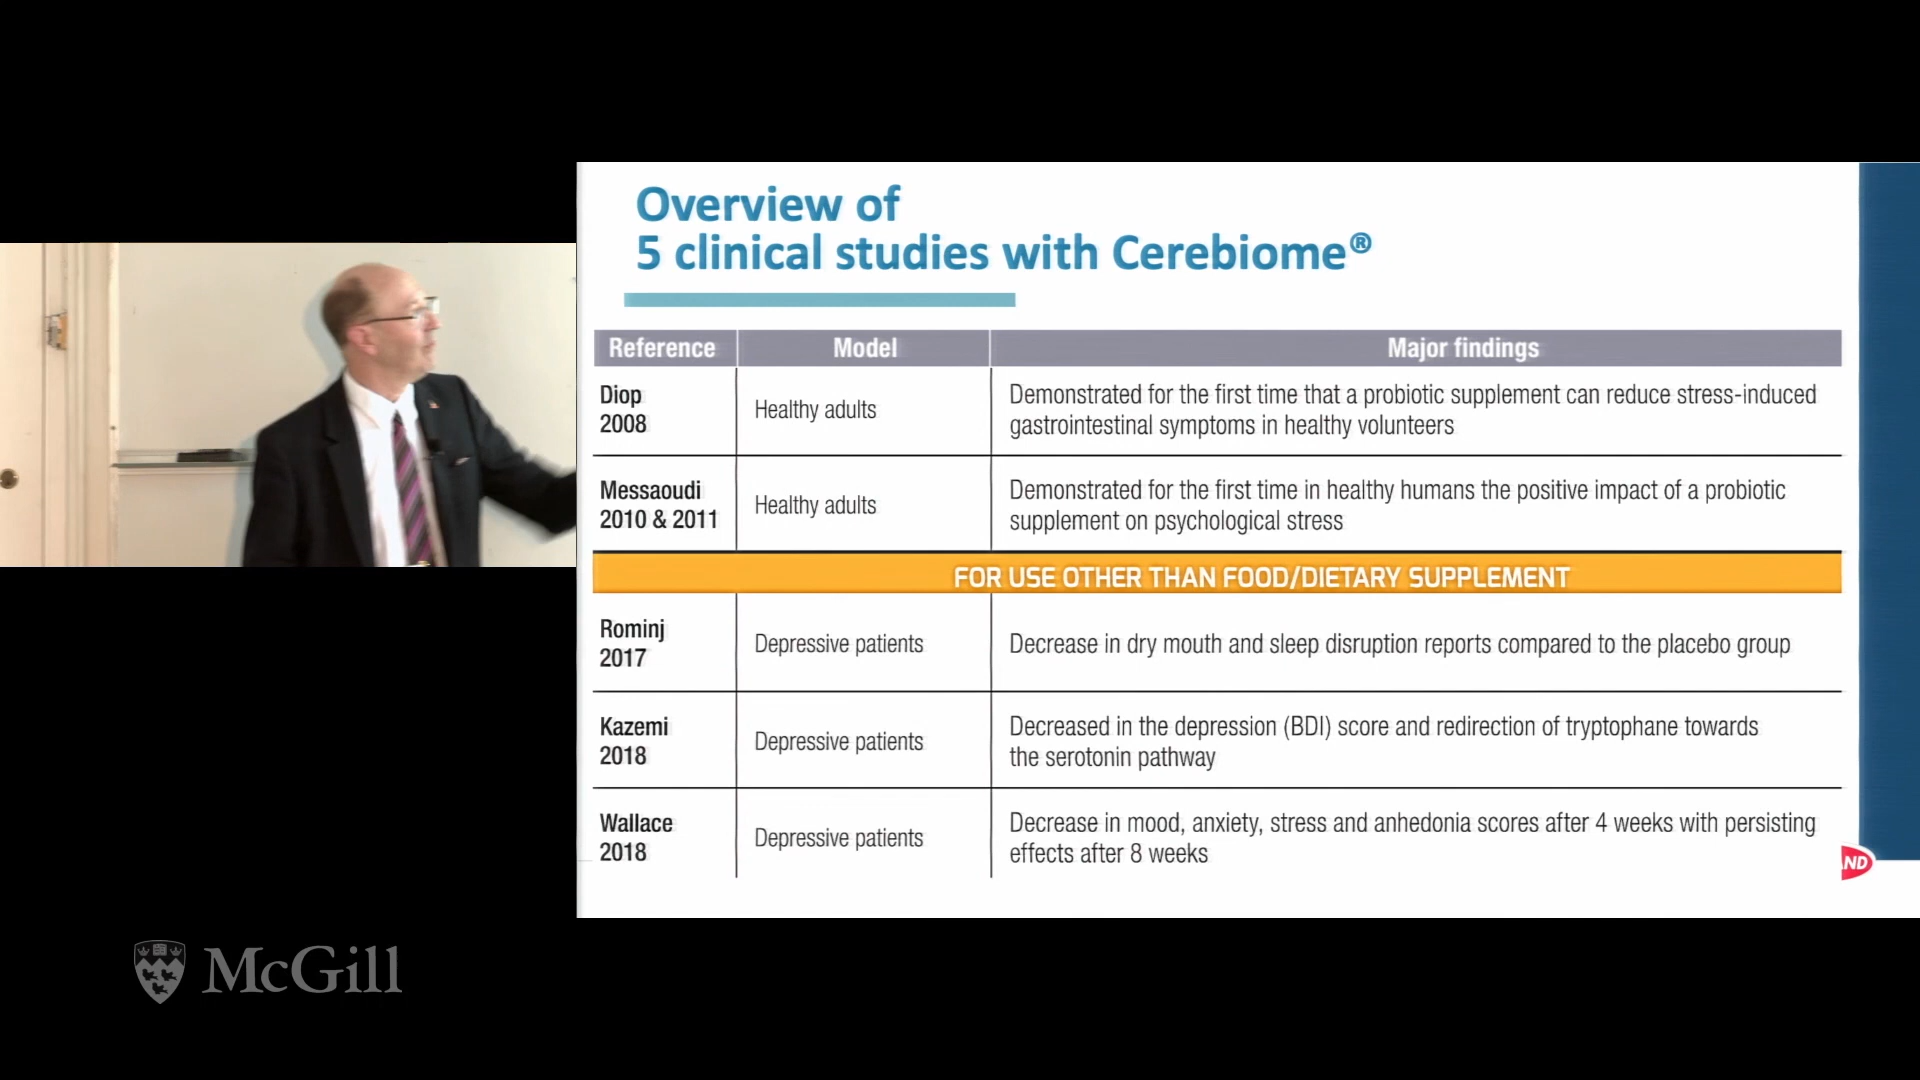 Overview of
5 clinical studies with Cerebiome®
Reference Model Major findings
Diop
2008
Healthy adults
Demonstrated for the first time that a probiotic supplement can reduce stress-induced
gastrointestinal symptoms in healthy volunteers
Messaoudi
2010 & 2011
Healthy adults
Demonstrated for the first time in healthy humans the positive impact of a probiotic
supplement on psychological stress
FOR USE OTHER THAN FOOD/DIETARY SUPPLEMENT
Rominj
2017
Depressive patients
Decrease in dry mouth and sleep disruption reports compared to the placebo group
Kazemi
2018
Depressive patients
Decreased in the depression (BDI) score and redirection of tryptophane towards
the serotonin pathway
Wallace
2018
Depressive patients
Decrease in mood, anxiety, stress and anhedonia scores after 4 weeks with persisting
effects after 8 weeks
ND
McGill